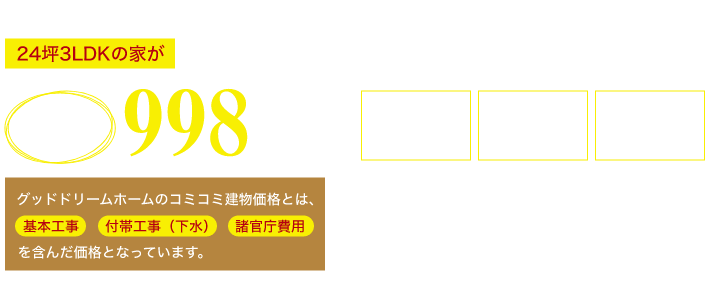 24坪3LDKの家が
998
グッドドリームホームのコミコミ建物価格とは、
基本工事 付帯工事（下水） 諸官庁費用
を含んだ価格となっています。